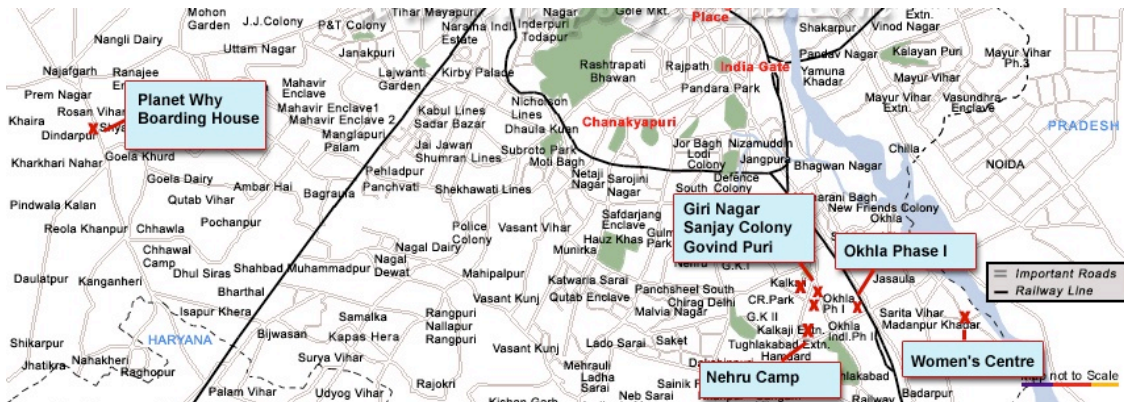 Mohan
Garden
J.J.Colony
P&T Colony
Tihar
Mayapuri
Naraina Indl.
Estate
Nagar
Inderpuri
Todapur
Gole Mkt.
Place
Shakarpur
Extn.
Vinod Nagar
Nangli Dairy
Uttam Nagar
Janakpuri
Pandav Nagar
Kalyan Puri
Mayur Vihar
Ph.3
Najafgarh
Ranajee
Mahavir
Enclave
Lajwanti
Garden
Kirby Palace
Rashtrapati
Bhawan
Rajpath
India Gate
Yamuna
Khadar
Mayur Vihar
Prem Nagar
Rosan Vihar
Planet Why
Boarding House
Mahavir Enclave1
Mahavir Enclave 2
Kabul Lines
Sadar Bazar
Nicholson
Lines
Pandara Park
Mayur Vihar
Extn.
Vasundhra
Enclave
Khaira
Dindarpur
Manglapuri
Palam
Dhaula Kuan
Chanakyapuri
PRADESH
Jai Jawan
Shumran Lines
Subroto Park
Moti Bagh
Jor Bagh
Lodi
Colony
Nizamuddin
Jangpura
Chilla
Kharkhari Nahar
Goela Khurd
Bhagwan Nagar
NOIDA
Goela Dairy
Ambar Hai
Bagraula
Pehladpur
Panchvati
Shekhawati Lines
Netaji
Nagar
Sarojini
Nagar
Defence
South Colony
Pindwala Kalan
Qutab Vihar
Pochanpur
Safdarjang
Enclave
Giri Nagar
Sanjay Colony
Govind Puri
New Friends Colony
Okhla
Reola Khanpur
Chhawla
Police
Colony
Vasant Vihar
Hauz Khas
Park
Chhawal
Camp
Nagal Dairy
Munirka
Okhla Phase I
Daulatpur
Kanganheri
Dhul Siras
Shahbad Muhammadpur
Nagal
Dewat
Mahipalpur
Katwaria Sarai
G.K.I
Jasaula
Important Roads
Railway Line
Bharthal
Vasant Kunj
Qutab Enclave
Panchsheel South
Chirag Delhi
Kalkaji
CR.Park
Okhla
Ph I
Isapur Khera
Samalka
Rangpuri
Nallapur
Rangpuri
Malvia Nagar
G.K II
Sarita Vihar
Madanpur Khadar
Shikarpur
HARYANA
Bijwasan
Kapas Hera
Vasant Kunj
Lado Sarai
Saket
Kalkaji Extn.
Okhla
Indl.Ph I
Tughlakabad Extn.
Hamdard
Women's Centre
Jhatikra
Nahakheri
Raghopur
Surya Vihar
Mehrauli
Ladha
Sarai
Nehru Camp
Map not to Scale
Palam Vihar
Udyog Vihar
Rajokri
Neb Sarai
Railway
Badarpur